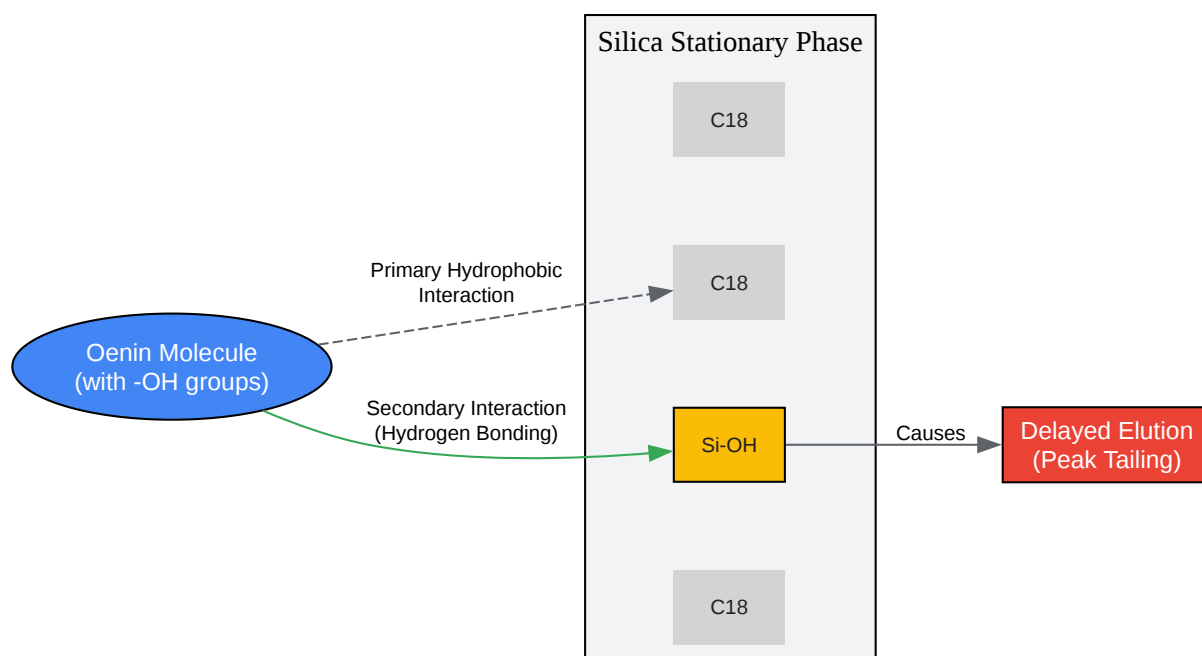 Silica Stationary Phase
C18
Primary Hydrophobic
Interaction
C18
Oenin Molecule
(with -OH groups)
Secondary Interaction
(Hydrogen Bonding)
Si-OH
Causes
Delayed Elution
(Peak Tailing)
C18